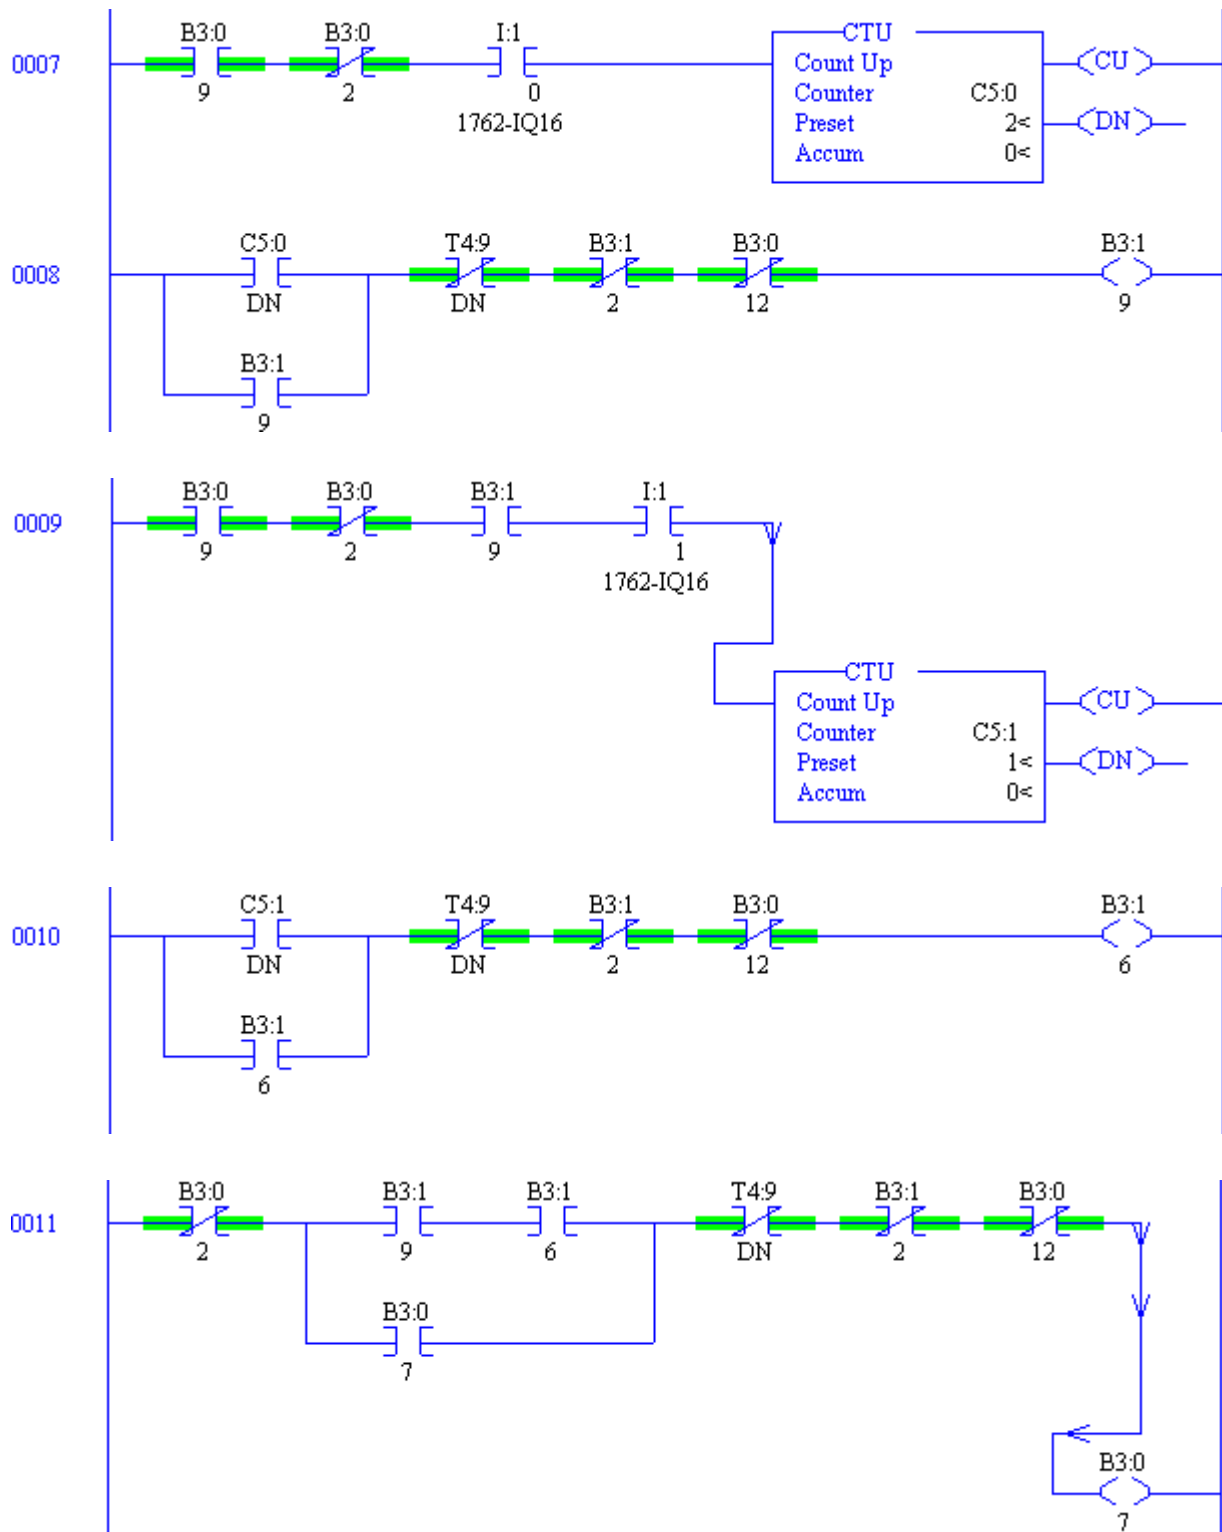 B3:0 B3:0 I:1 CTU
0007 Count Up CU
9 2 0 Counter C5:0
1762-IQ16 Preset 2< DN
Accum 0<
C5:0 T4:9 B3:1 B3:0 B3:1
0008
DN DN 2 12 9
B3:1
9
B3:0 B3:0 B3:1 I:1
0009
9 2 9 1
1762-IQ16
CTU
Count Up CU
Counter C5:1
Preset 1< DN
Accum 0<
C5:1 T4:9 B3:1 B3:0 B3:1
0010
DN DN 2 12 6
B3:1
6
B3:0 B3:1 B3:1 T4:9 B3:1 B3:0
0011
2 9 6 DN 2 12
B3:0
7
B3:0
7